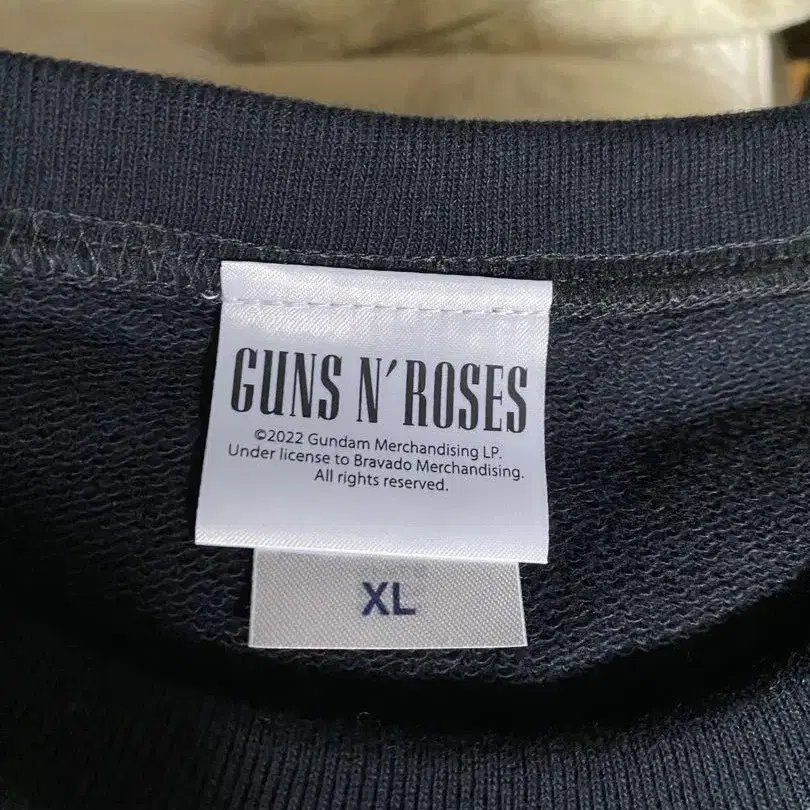 GUNS N' ROSES
©2022 Gundam Merchandising LP.
Under license to Bravado Merchandising.
All rights reserved.
XL